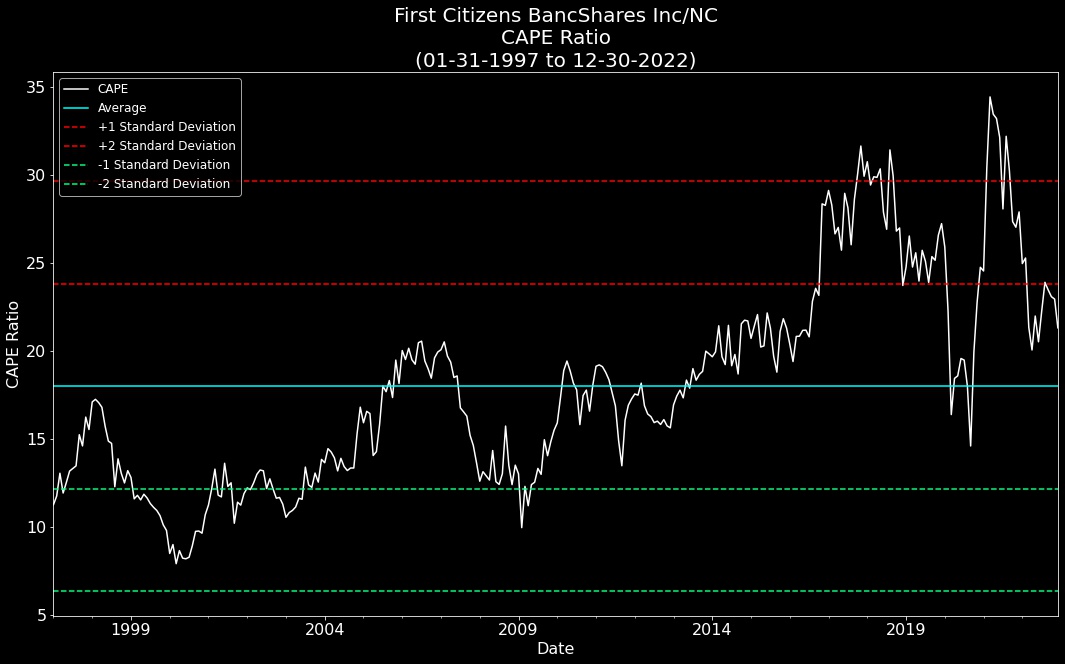 First Citizens BancShares Inc/NC
CAPE Ratio
(01-31-1997 to 12-30-2022)
CAPE
Average
+1 Standard Deviation
+2 Standard Deviation
-1 Standard Deviation
-2 Standard Deviation
35
30
25
20
15
10
5
CAPE Ratio
1999
2004
2009
2014
2019
Date